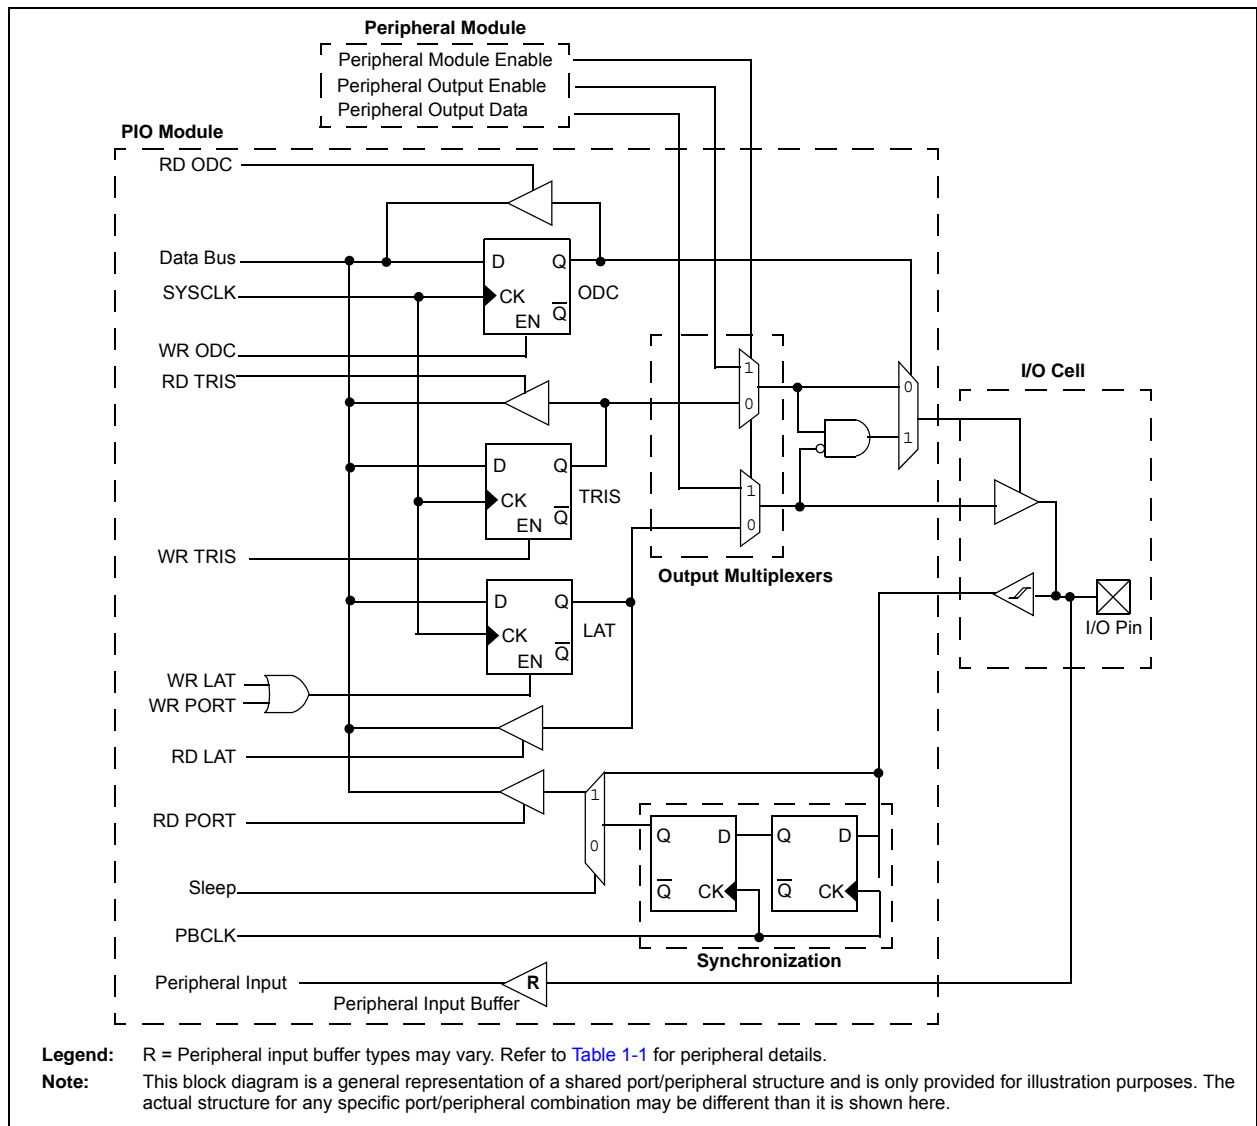 Peripheral Module
Peripheral Module Enable
Peripheral Output Enable
Peripheral Output Data
PIO Module
RD ODC
Data Bus
D Q
SYSCLK
CK
ODC
Q
EN
WR ODC
RD TRIS
I/O Cell
1
0
0
1
D Q
CK
TRIS
Q
EN
1
0
WR TRIS
Output Multiplexers
D Q
CK
LAT
Q
EN
I/O Pin
WR LAT
WR PORT
RD LAT
1
RD PORT
0
Q D Q D
Sleep
Q CK Q CK
PBCLK
Synchronization
Peripheral Input
R
Peripheral Input Buffer
Legend: R = Peripheral input buffer types may vary. Refer to Table 1-1 for peripheral details.
Note: This block diagram is a general representation of a shared port/peripheral structure and is only provided for illustration purposes. The
actual structure for any specific port/peripheral combination may be different than it is shown here.